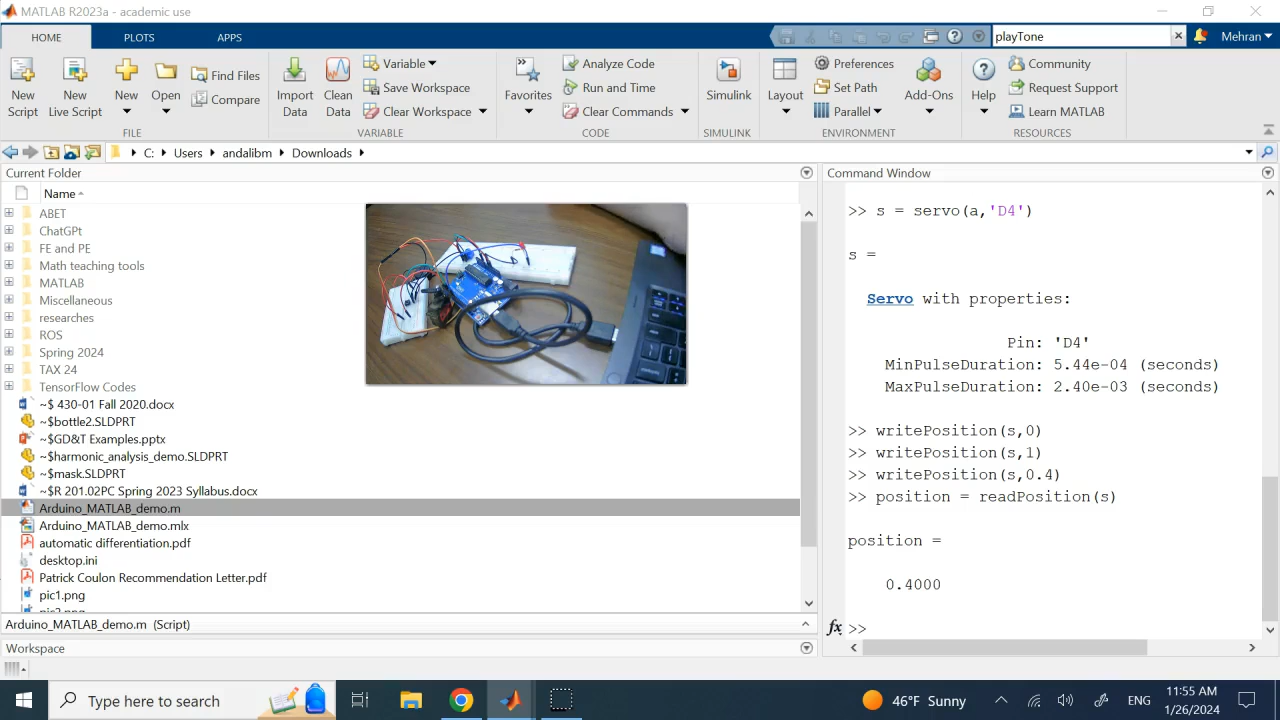 MATLAB R2023a - academic use
HOME PLOTS APPS playTone Mehran
New Script
New Live Script
New
Open
Find Files
Compare
FILE
Import Data
Clean Data
Variable
Save Workspace
Clear Workspace
VARIABLE
Favorites
Analyze Code
Run and Time
Clear Commands
CODE
Simulink
SIMULINK
Layout
Preferences
Set Path
Parallel
ENVIRONMENT
Add-Ons
Help
Community
Request Support
Learn MATLAB
RESOURCES
C: Users andalibm Downloads
Current Folder
Name
ABET
ChatGPt
FE and PE
Math teaching tools
MATLAB
Miscellaneous
researches
ROS
Spring 2024
TAX 24
TensorFlow Codes
~$ 430-01 Fall 2020.docx
~$bottle2.SLDPRT
~$GD&T Examples.pptx
~$harmonic_analysis_demo.SLDPRT
~$mask.SLDPRT
~$R 201.02PC Spring 2023 Syllabus.docx
Arduino_MATLAB_demo.m
Arduino_MATLAB_demo.mlx
automatic differentiation.pdf
desktop.ini
Patrick Coulon Recommendation Letter.pdf
pic1.png
pic2.png
Arduino_MATLAB_demo.m (Script)
Workspace
Command Window
>> s = servo(a,'D4')
s =
Servo with properties:
Pin: 'D4'
MinPulseDuration: 5.44e-04 (seconds)
MaxPulseDuration: 2.40e-03 (seconds)
>> writePosition(s,0)
>> writePosition(s,1)
>> writePosition(s,0.4)
>> position = readPosition(s)
position =
0.4000
fx >>
Type here to search
46°F Sunny
ENG
11:55 AM
1/26/2024